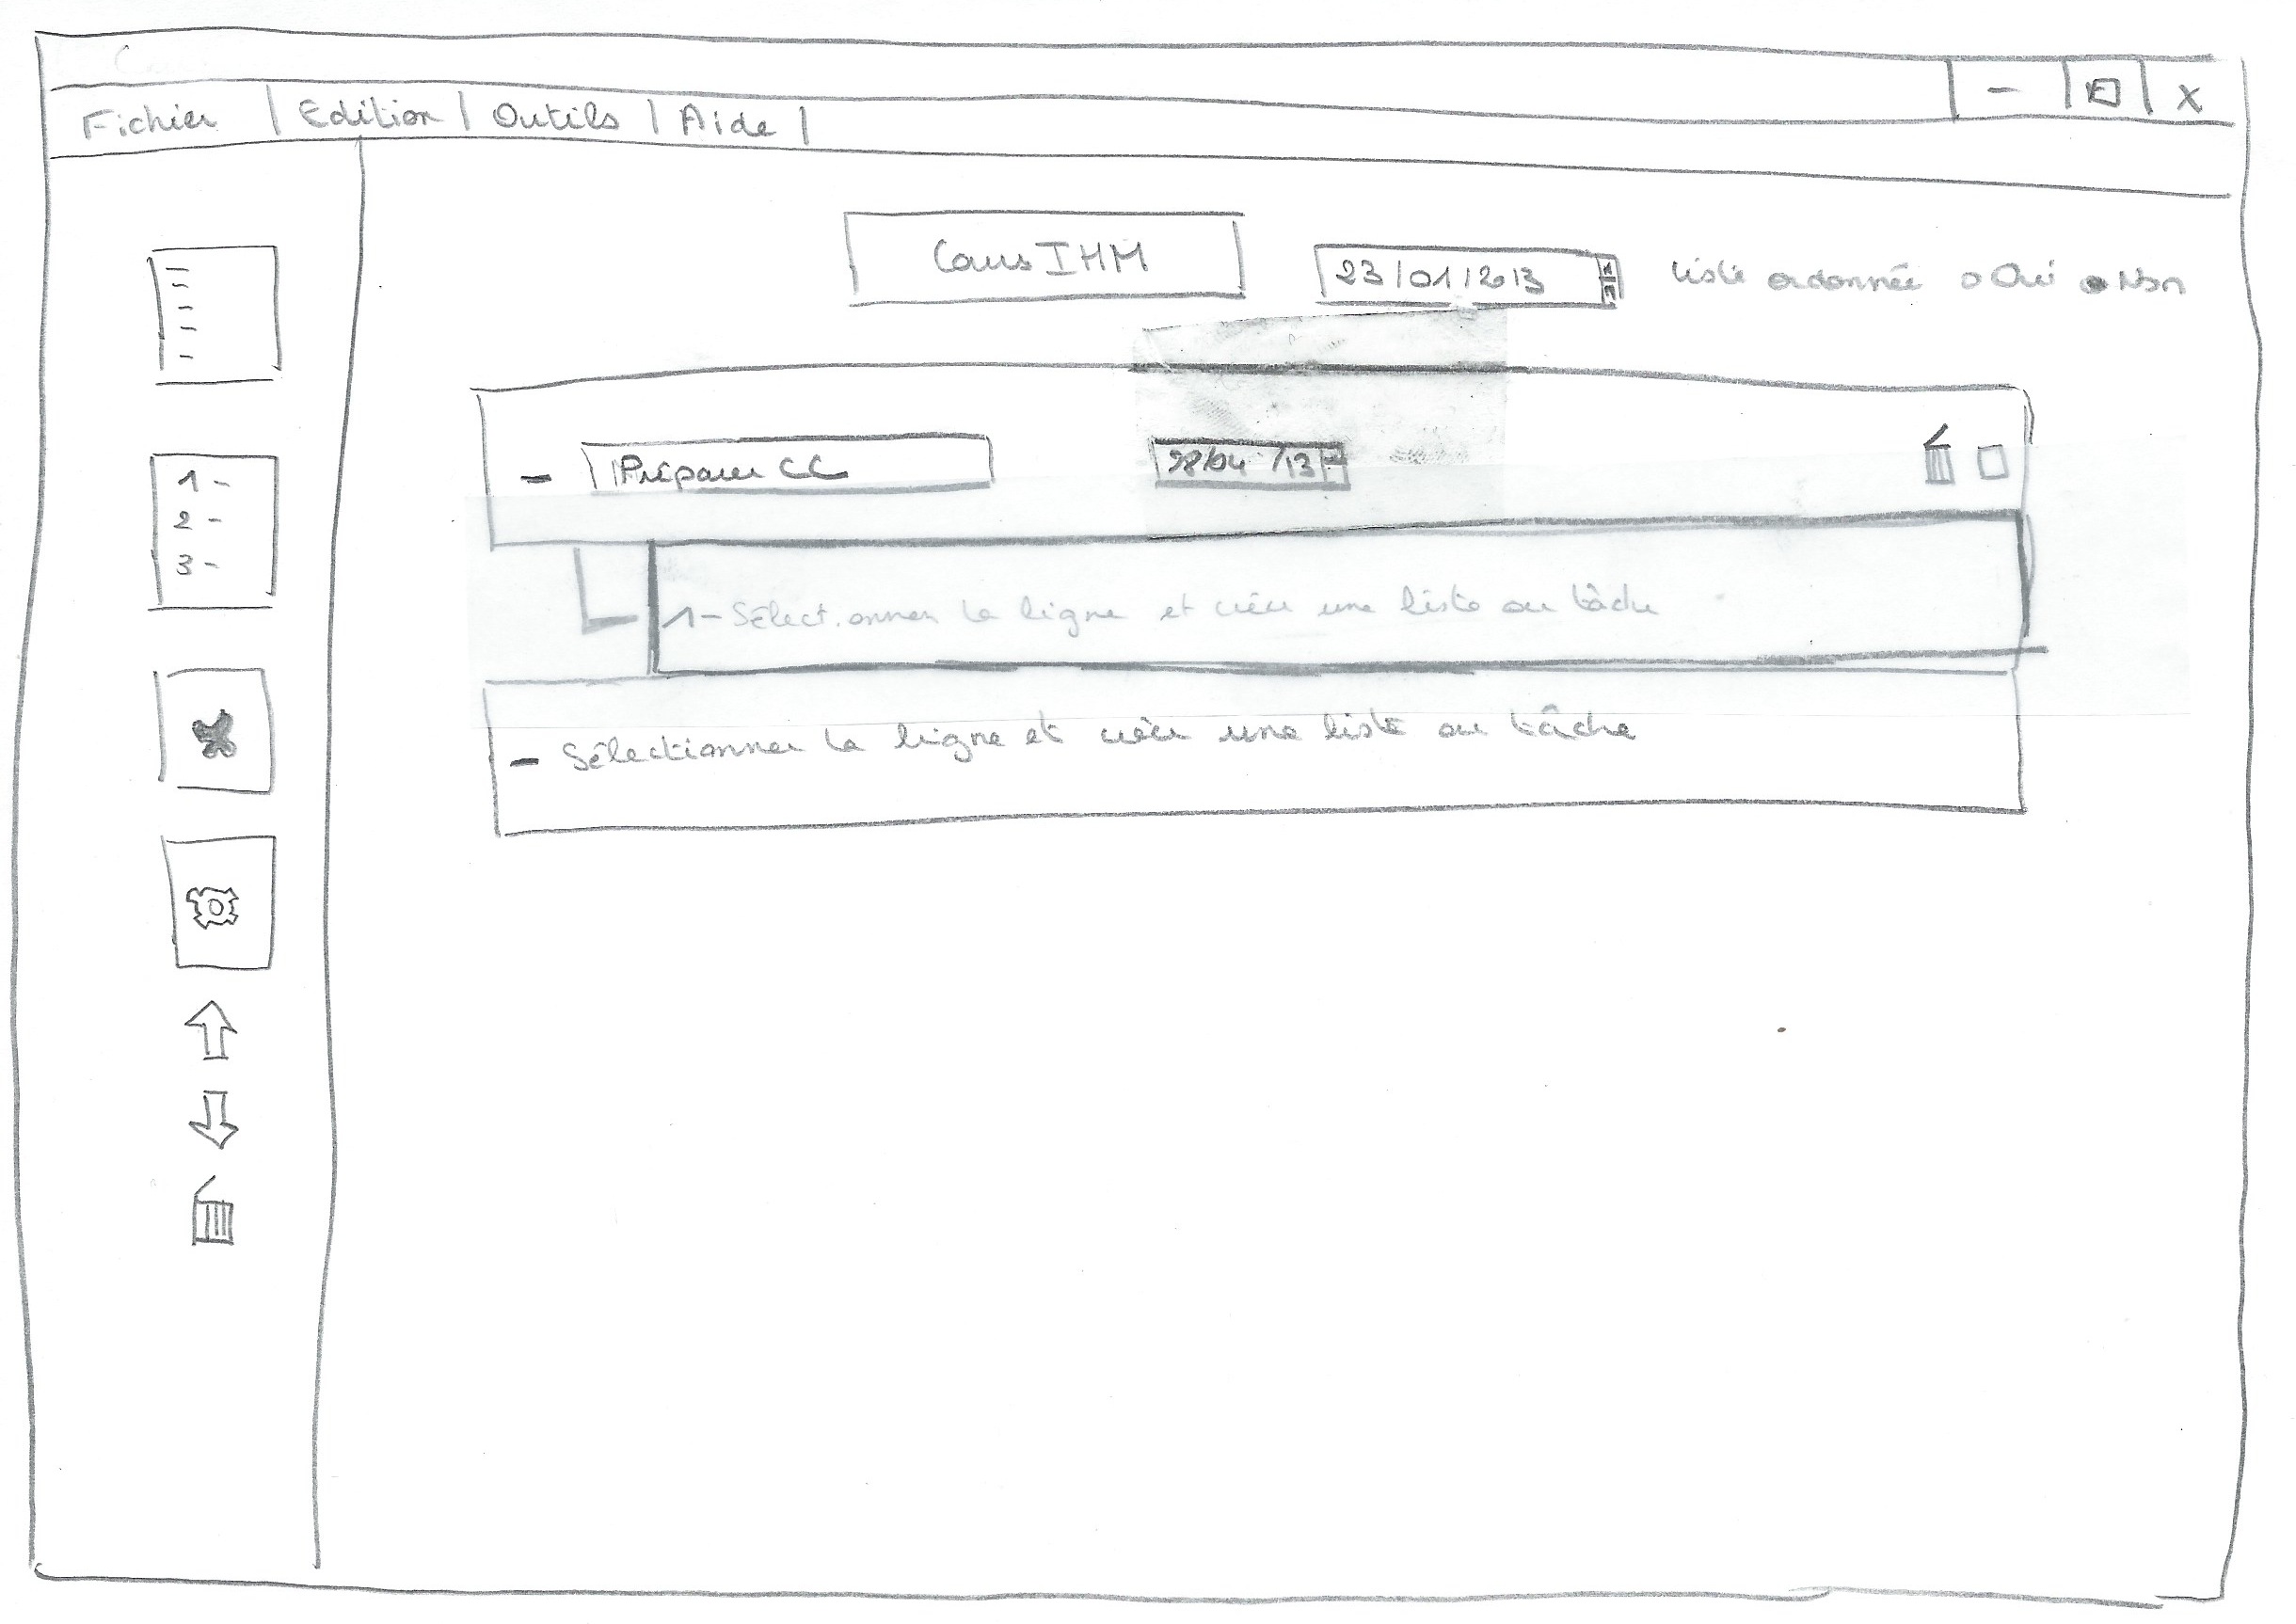 Fichier | Edition | Outils | Aide |
- X
Cours IHM
23/01/2013
Liste ordonnée o Oui ● Non
1 -
2 -
3 -
- Préparer CC
28/04/13
1- Sélectionner la ligne et créer une liste ou tâche
- Sélectionner la ligne et créer une liste ou tâche